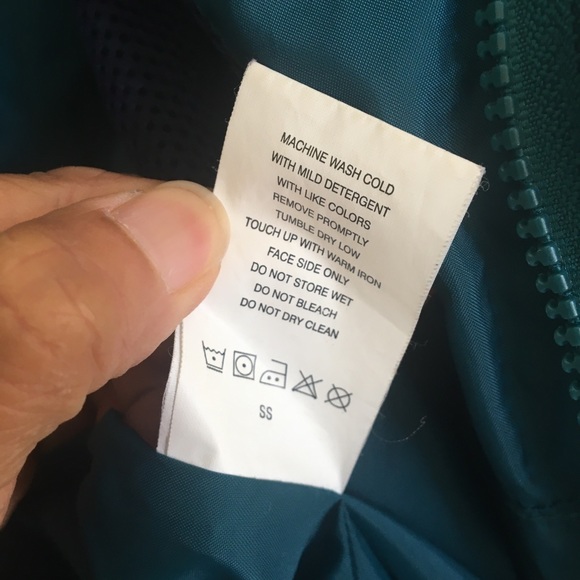 MACHINE WASH COLD
WITH MILD DETERGENT
WITH LIKE COLORS
REMOVE PROMPTLY
TUMBLE DRY LOW
TOUCH UP WITH WARM IRON
FACE SIDE ONLY
DO NOT STORE WET
DO NOT BLEACH
DO NOT DRY CLEAN
SS